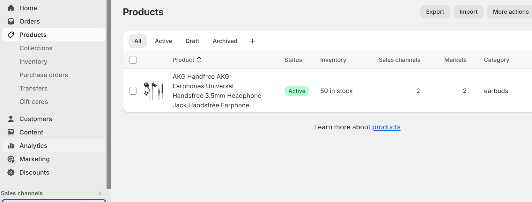 Home
Orders
Products
Collections
Inventory
Purchase orders
Transfers
Gift cards
Customers
Content
Analytics
Marketing
Discounts
Sales channels
Products
Export Import More actions
All Active Draft Archived +
Product Status Inventory Sales channels Markets Category
AKG Handfree AKG
Earphones Universal
Handsfree 3.5mm Headphone
Jack Handsfree Earphone
Active 50 in stock 2 2 earbuds
Learn more about products